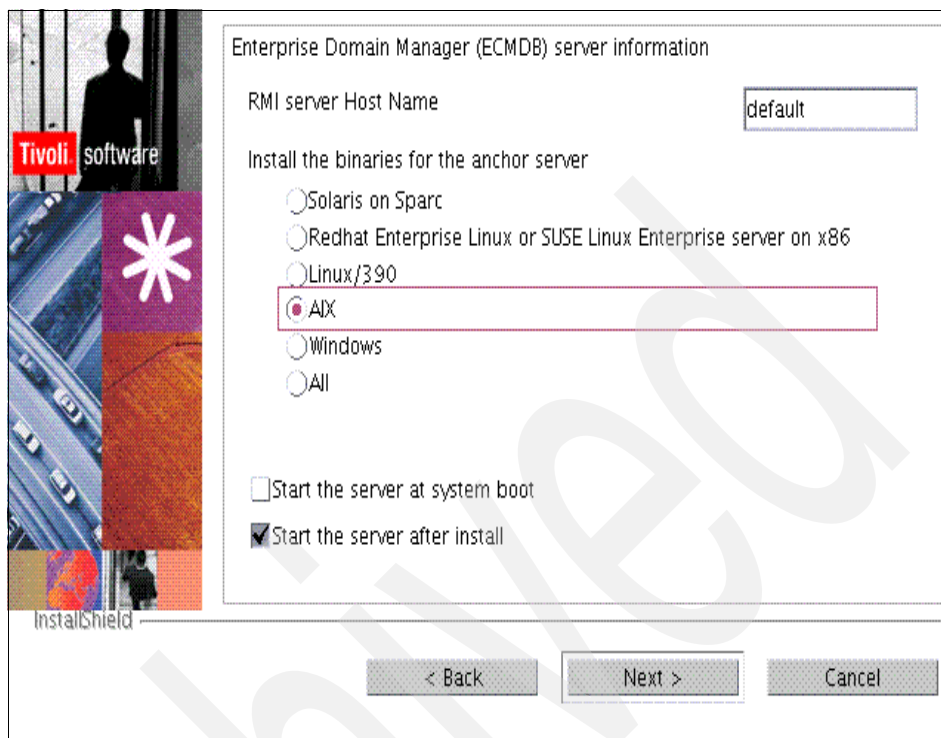 Tivoli. software
Enterprise Domain Manager (ECMDB) server information
RMI server Host Name
default
Install the binaries for the anchor server
Solaris on Sparc
Redhat Enterprise Linux or SUSE Linux Enterprise server on x86
Linux/390
AIX
Windows
All
Start the server at system boot
Start the server after install
InstallShield
< Back
Next >
Cancel